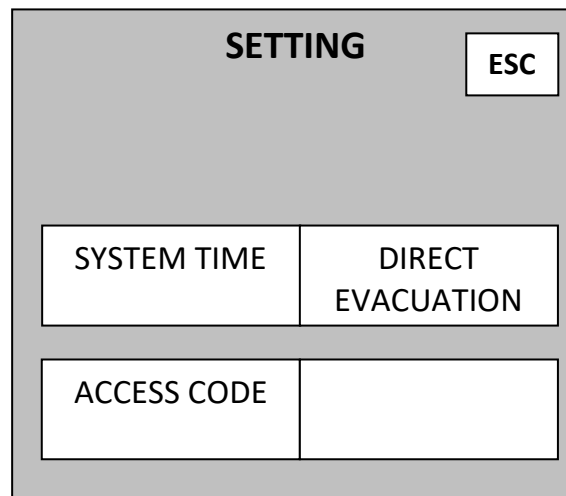 SETTING
ESC
SYSTEM TIME
DIRECT
EVACUATION
ACCESS CODE